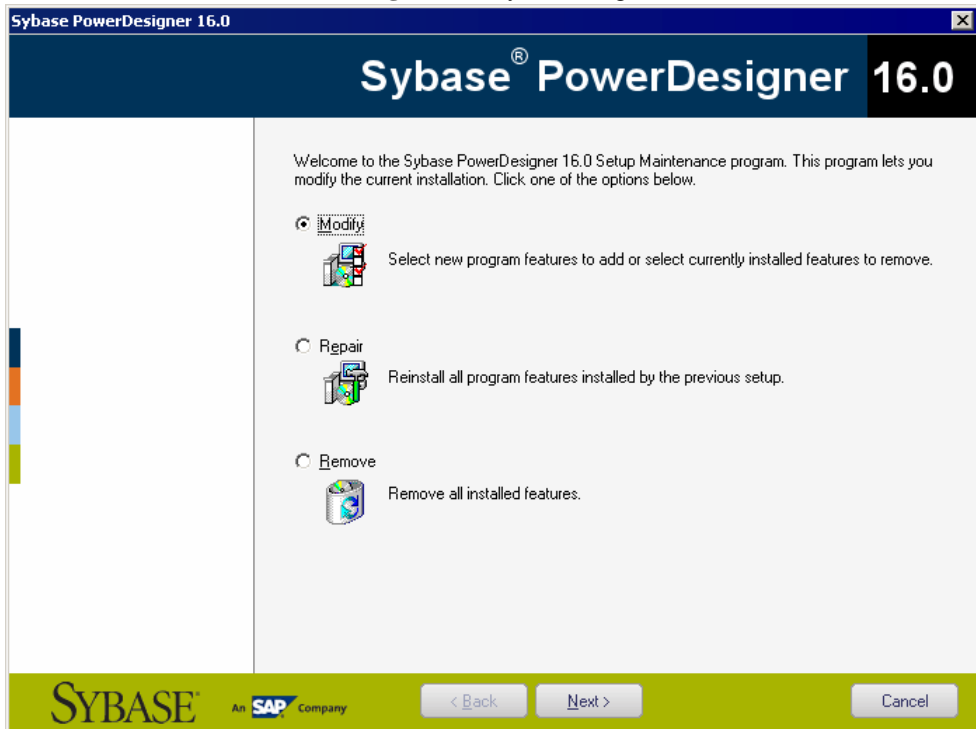 Sybase PowerDesigner 16.0
Sybase® PowerDesigner 16.0
Welcome to the Sybase PowerDesigner 16.0 Setup Maintenance program. This program lets you
modify the current installation. Click one of the options below.
Modify
Select new program features to add or select currently installed features to remove.
Repair
Reinstall all program features installed by the previous setup.
Remove
Remove all installed features.
SYBASE® An SAP Company
< Back
Next >
Cancel